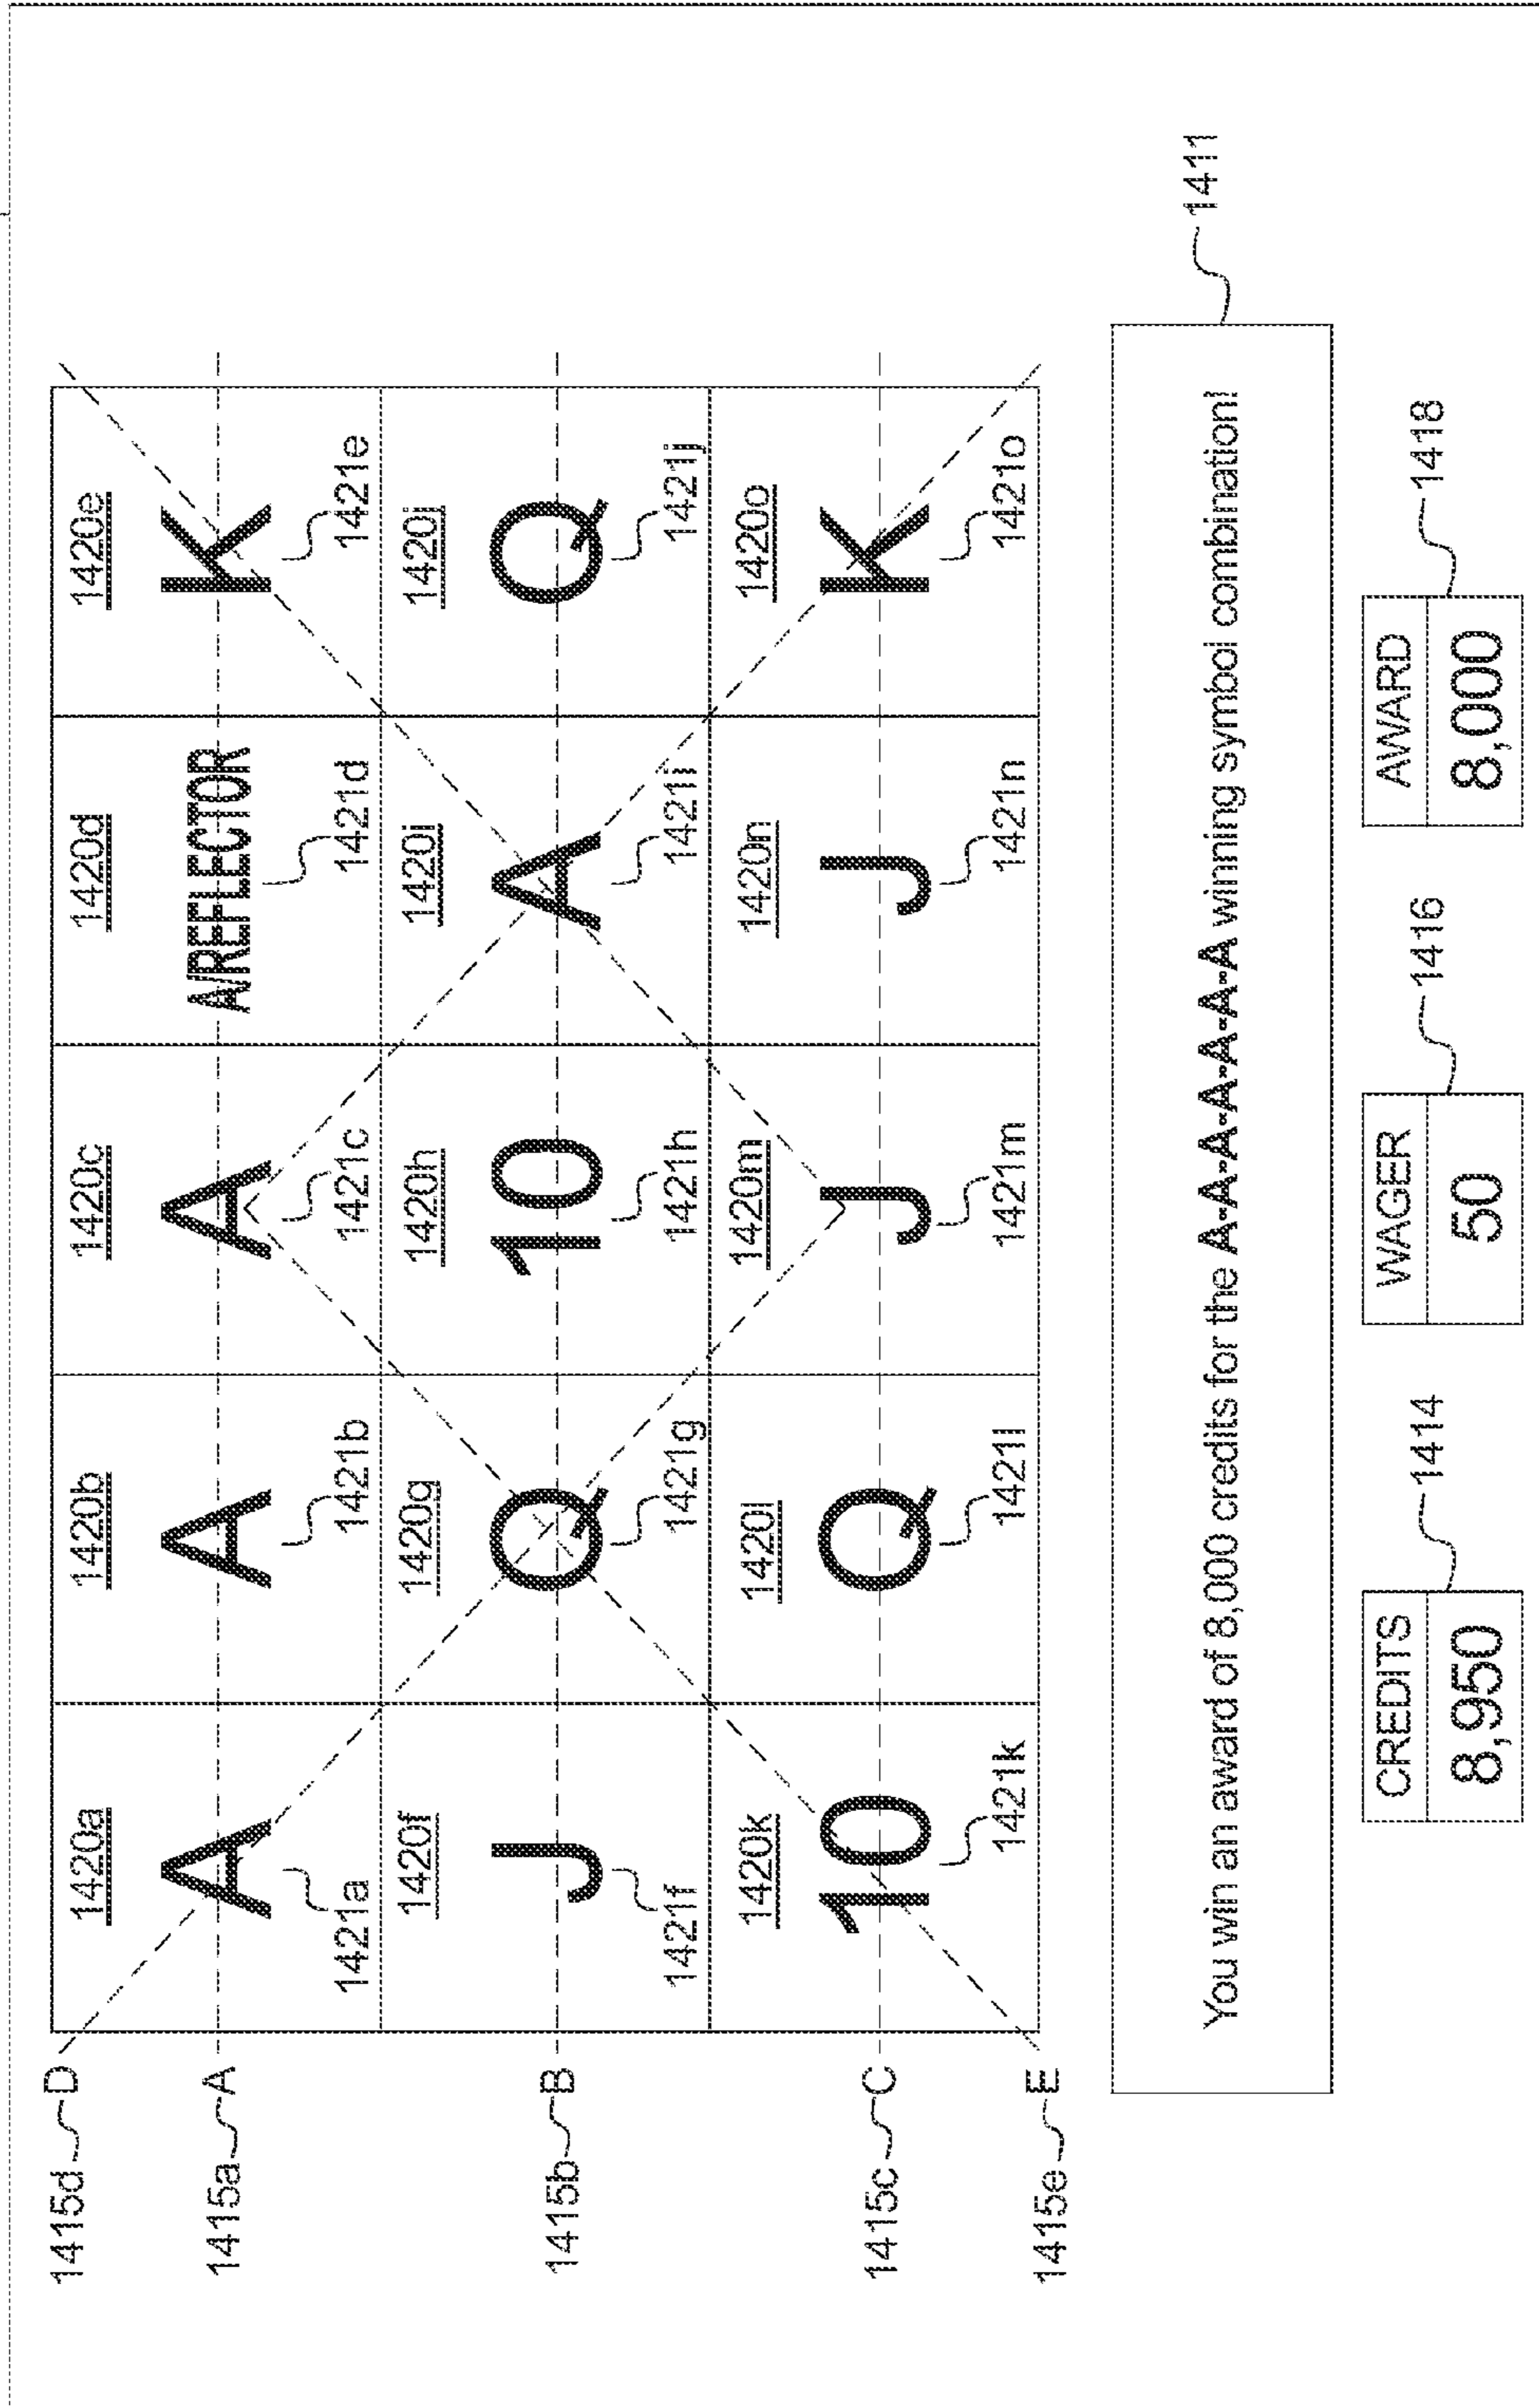 1415d D
1420a 1420b 1420c 1420d 1420e
1415a A A A A A/REFLECTOR K
1421a 1421b 1421c 1421d 1421e
1420f 1420g 1420h 1420i 1420j
1415b B J Q 10 A Q
1421f 1421g 1421h 1421i 1421j
1420k 1420l 1420m 1420n 1420o
1415c C 10 Q J J K
1421k 1421l 1421m 1421n 1421o
1415e E
1411
You win an award of 8,000 credits for the A-A-A-A-A-A-A winning symbol combination!
1414 1416 1418
CREDITS WAGER AWARD
8,950 50 8,000